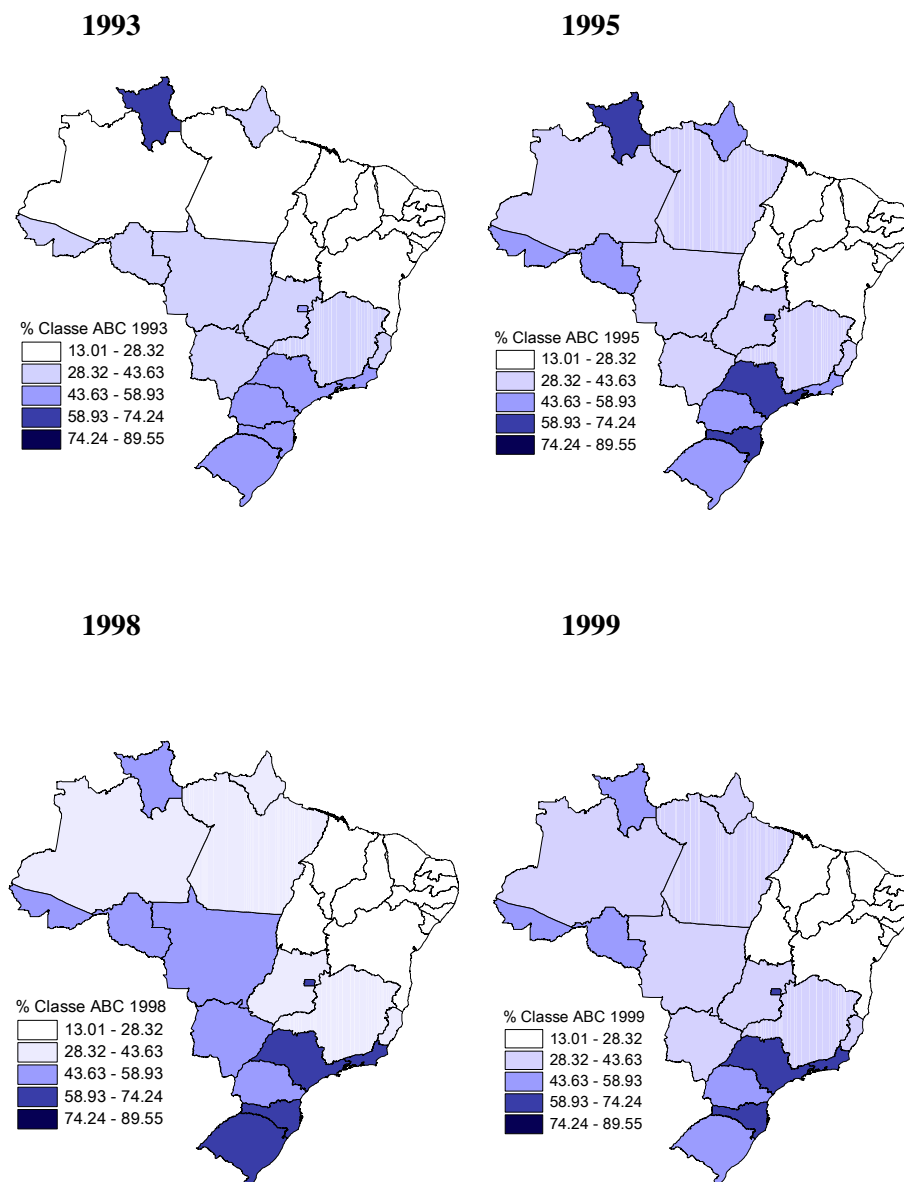 1993
1995
% Classe ABC 1993
13.01 - 28.32
28.32 - 43.63
43.63 - 58.93
58.93 - 74.24
74.24 - 89.55
% Classe ABC 1995
13.01 - 28.32
28.32 - 43.63
43.63 - 58.93
58.93 - 74.24
74.24 - 89.55
1998
1999
% Classe ABC 1998
13.01 - 28.32
28.32 - 43.63
43.63 - 58.93
58.93 - 74.24
74.24 - 89.55
% Classe ABC 1999
13.01 - 28.32
28.32 - 43.63
43.63 - 58.93
58.93 - 74.24
74.24 - 89.55